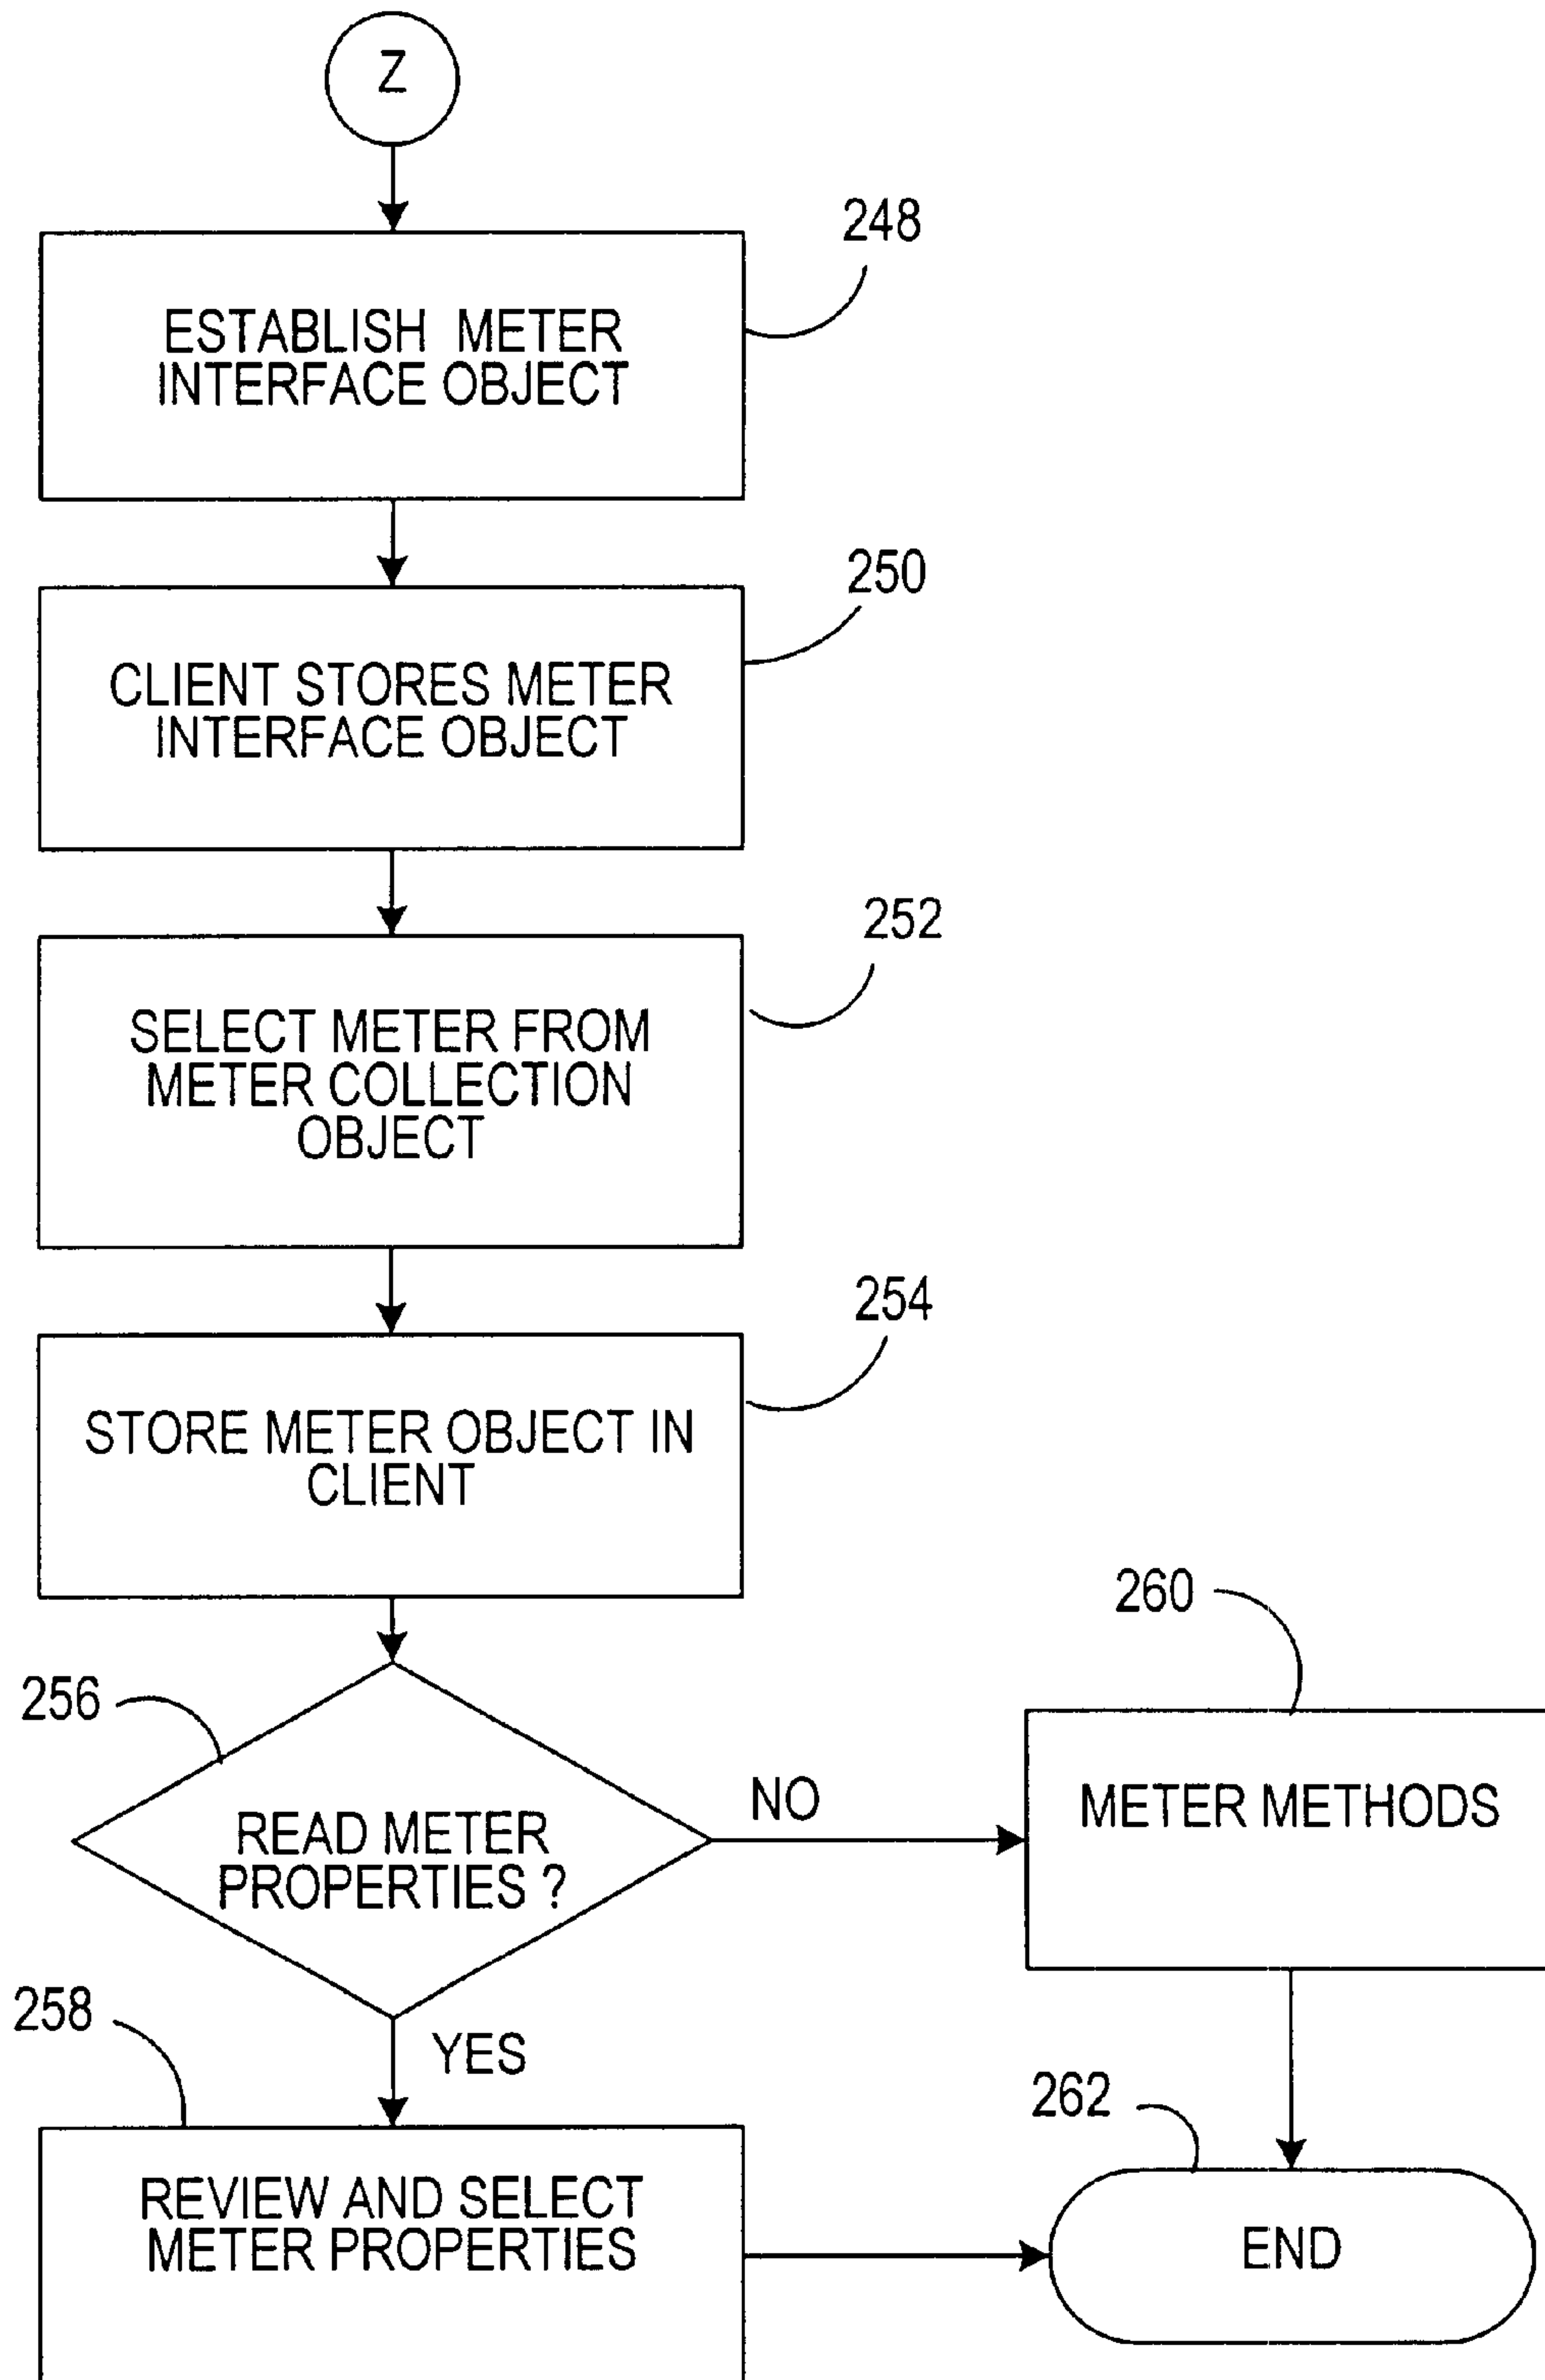 Z
248
ESTABLISH METER
INTERFACE OBJECT
250
CLIENT STORES METER
INTERFACE OBJECT
252
SELECT METER FROM
METER COLLECTION
OBJECT
254
STORE METER OBJECT IN
CLIENT
256
READ METER
PROPERTIES ?
NO
260
METER METHODS
YES
258
REVIEW AND SELECT
METER PROPERTIES
262
END